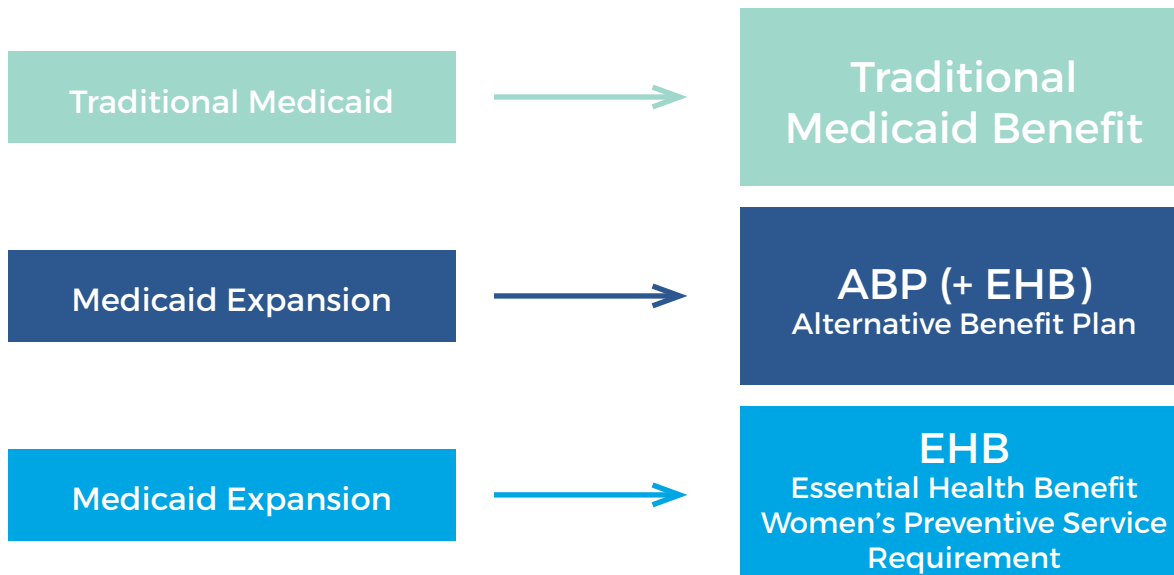 Traditional Medicaid
Traditional
Medicaid Benefit
Medicaid Expansion
ABP (+ EHB)
Alternative Benefit Plan
Medicaid Expansion
EHB
Essential Health Benefit
Women’s Preventive Service
Requirement